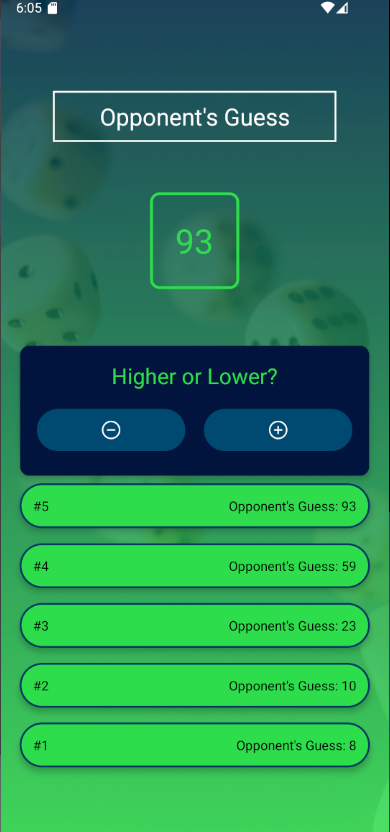 6:05
Opponent's Guess
93
Higher or Lower?
#5 Opponent's Guess: 93
#4 Opponent's Guess: 59
#3 Opponent's Guess: 23
#2 Opponent's Guess: 10
#1 Opponent's Guess: 8